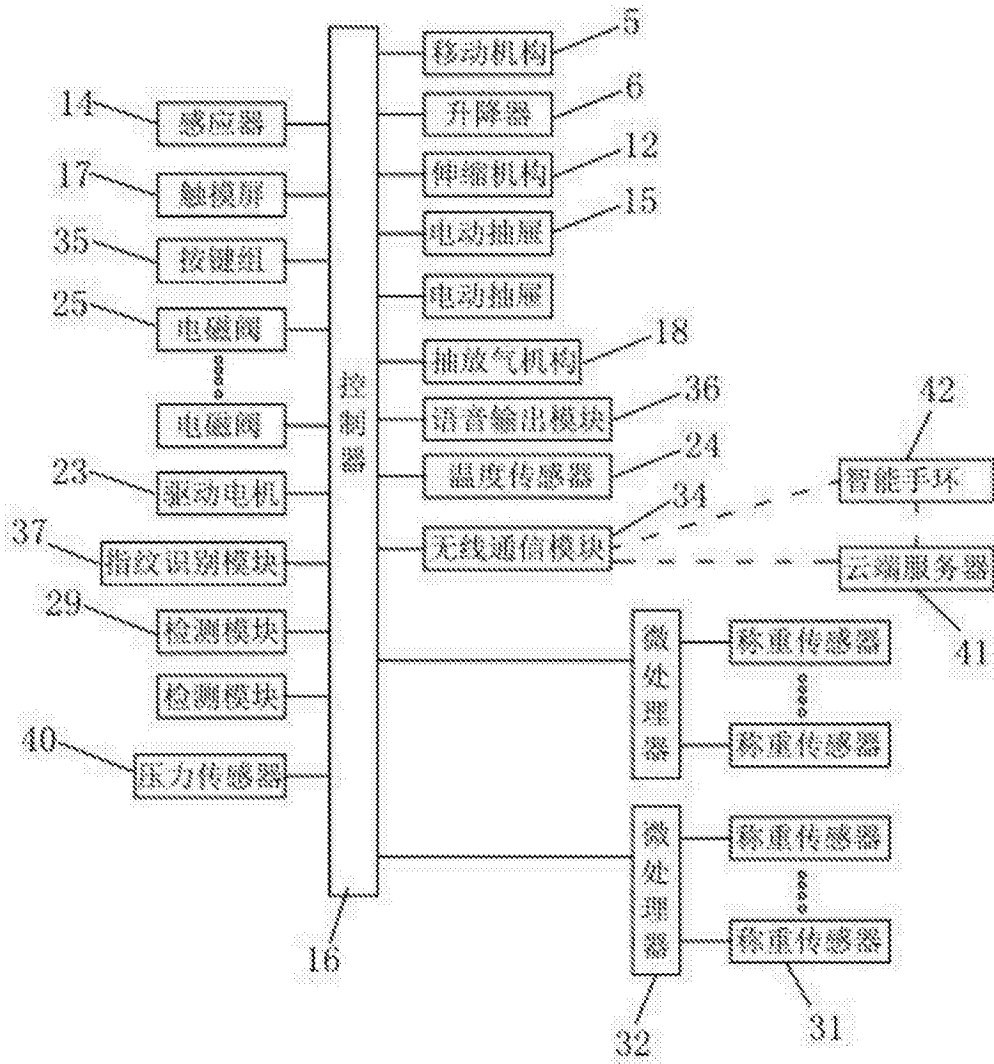 5
移动机构
6
升降器
14
感应器
12
伸缩机构
17
触模屏
15
电动抽屉
35
按键组
电动抽屉
25
电磁阀
18
抽放气机构
控制器
36
语音输出模块
42
电磁阀
24
温度传感器
智能手环
23
驱动电机
34
无线通信模块
37
指纹识别模块
云端服务器
41
29
检测模块
微处理器
称重传感器
检测模块
称重传感器
40
压力传感器
微处理器
称重传感器
称重传感器
16
32
31